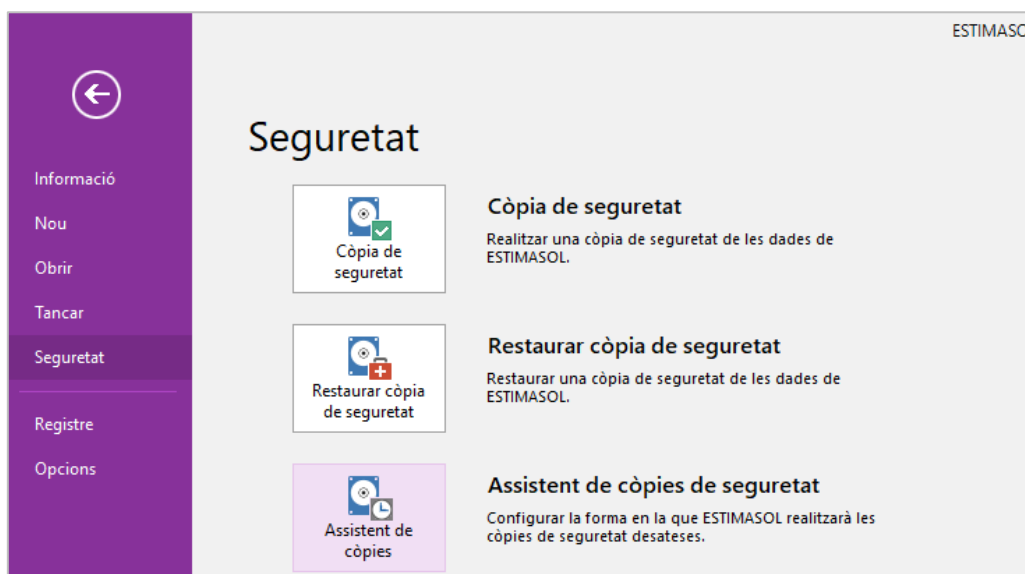 ESTIMASO
Seguretat
Informació
Nou
Obrir
Tancar
Seguretat
Registre
Opcions
Còpia de
seguretat
Còpia de seguretat
Realitzar una còpia de seguretat de les dades de
ESTIMASOL.
Restaurar còpia
de seguretat
Restaurar còpia de seguretat
Restaurar una còpia de seguretat de les dades de
ESTIMASOL.
Assistent de
còpies
Assistent de còpies de seguretat
Configurar la forma en la que ESTIMASOL realitzarà les
còpies de seguretat desateses.